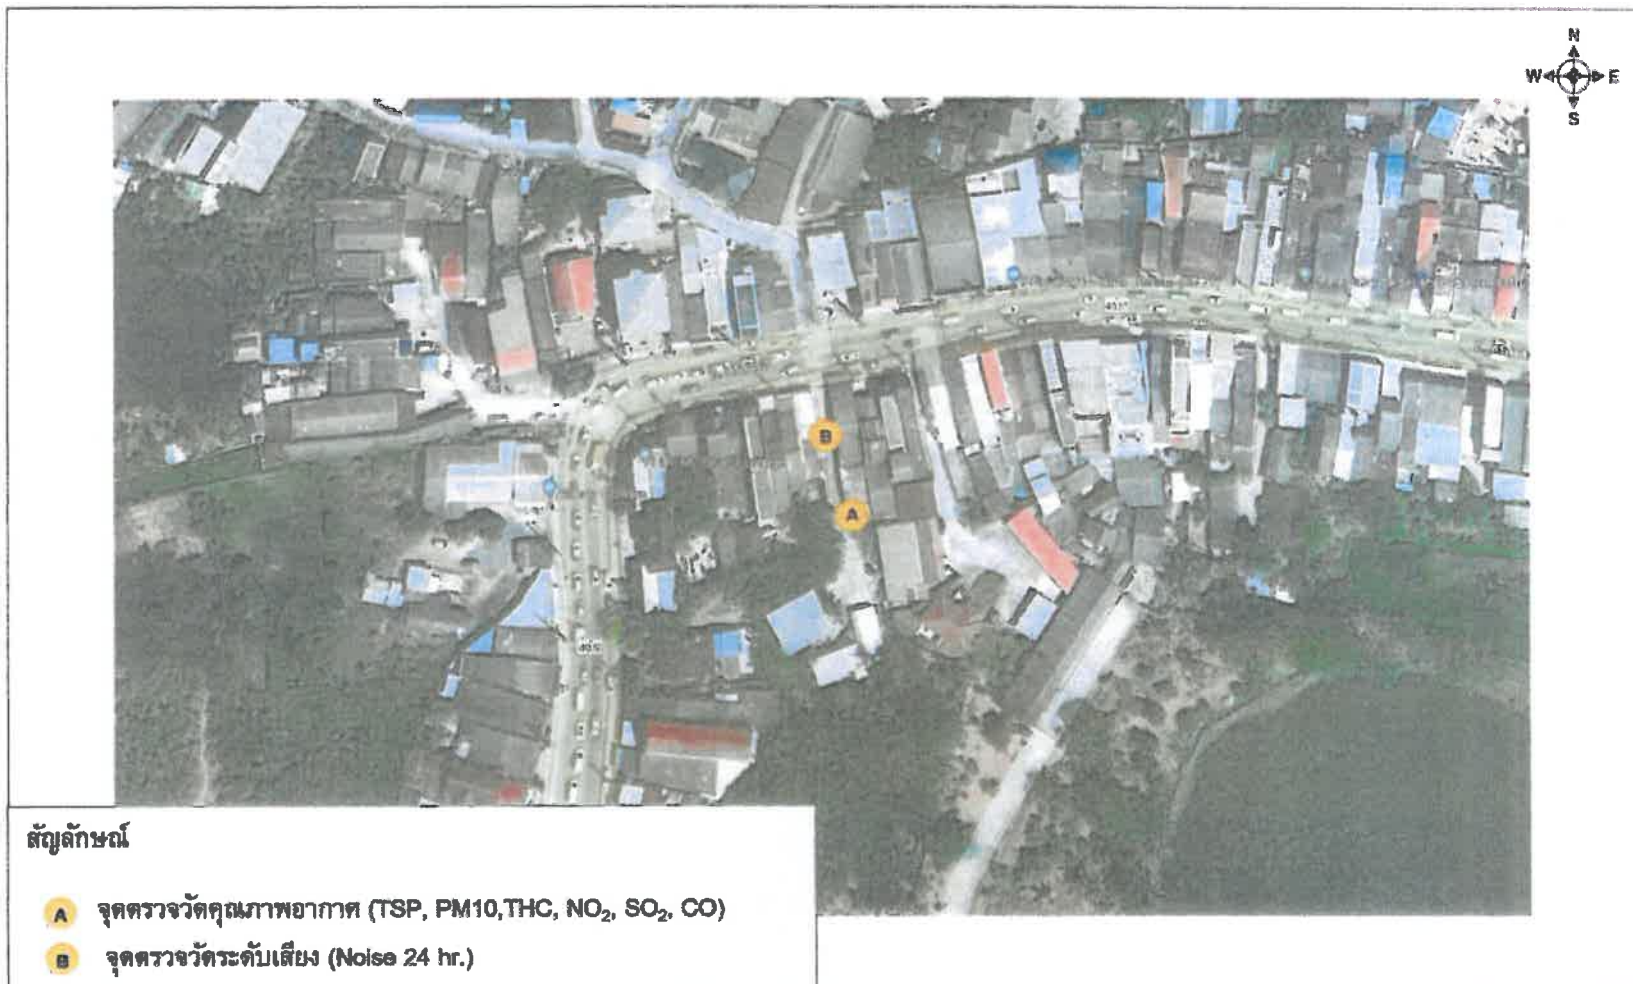 N
W E
S
B
A
สัญลักษณ์
A จุดตรวจวัดคุณภาพอากาศ (TSP, PM10,THC, NO₂, SO₂, CO)
B จุดตรวจวัดระดับเสียง (Noise 24 hr.)